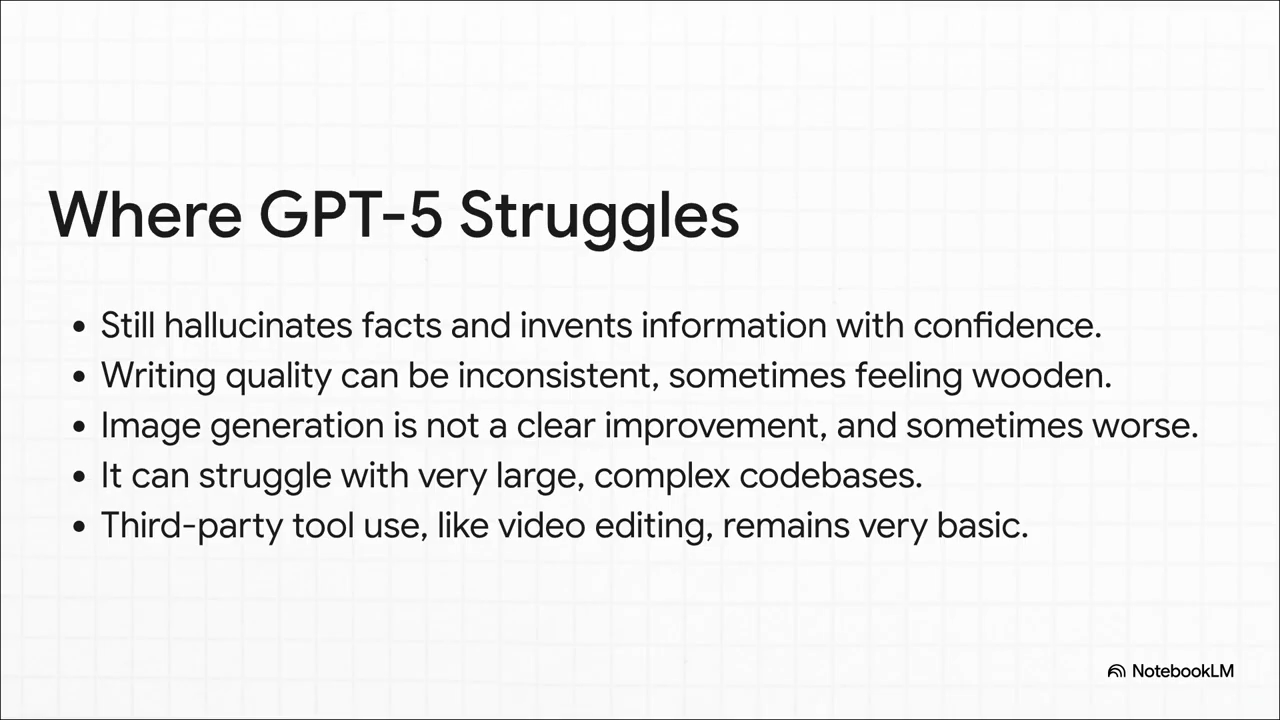 Where GPT-5 Struggles
• Still hallucinates facts and invents information with confidence.
• Writing quality can be inconsistent, sometimes feeling wooden.
• Image generation is not a clear improvement, and sometimes worse.
• It can struggle with very large, complex codebases.
• Third-party tool use, like video editing, remains very basic.
NotebookLM